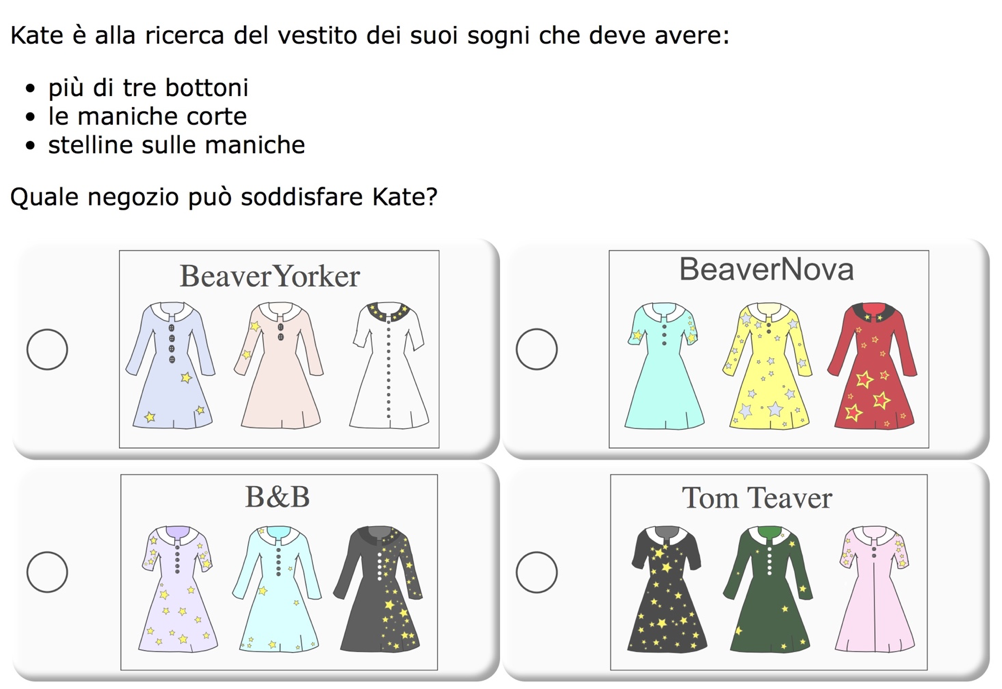 Kate è alla ricerca del vestito dei suoi sogni che deve avere:
• più di tre bottoni
• le maniche corte
• stelline sulle maniche
Quale negozio può soddisfare Kate?
BeaverYorker
BeaverNova
B&B
Tom Teaver